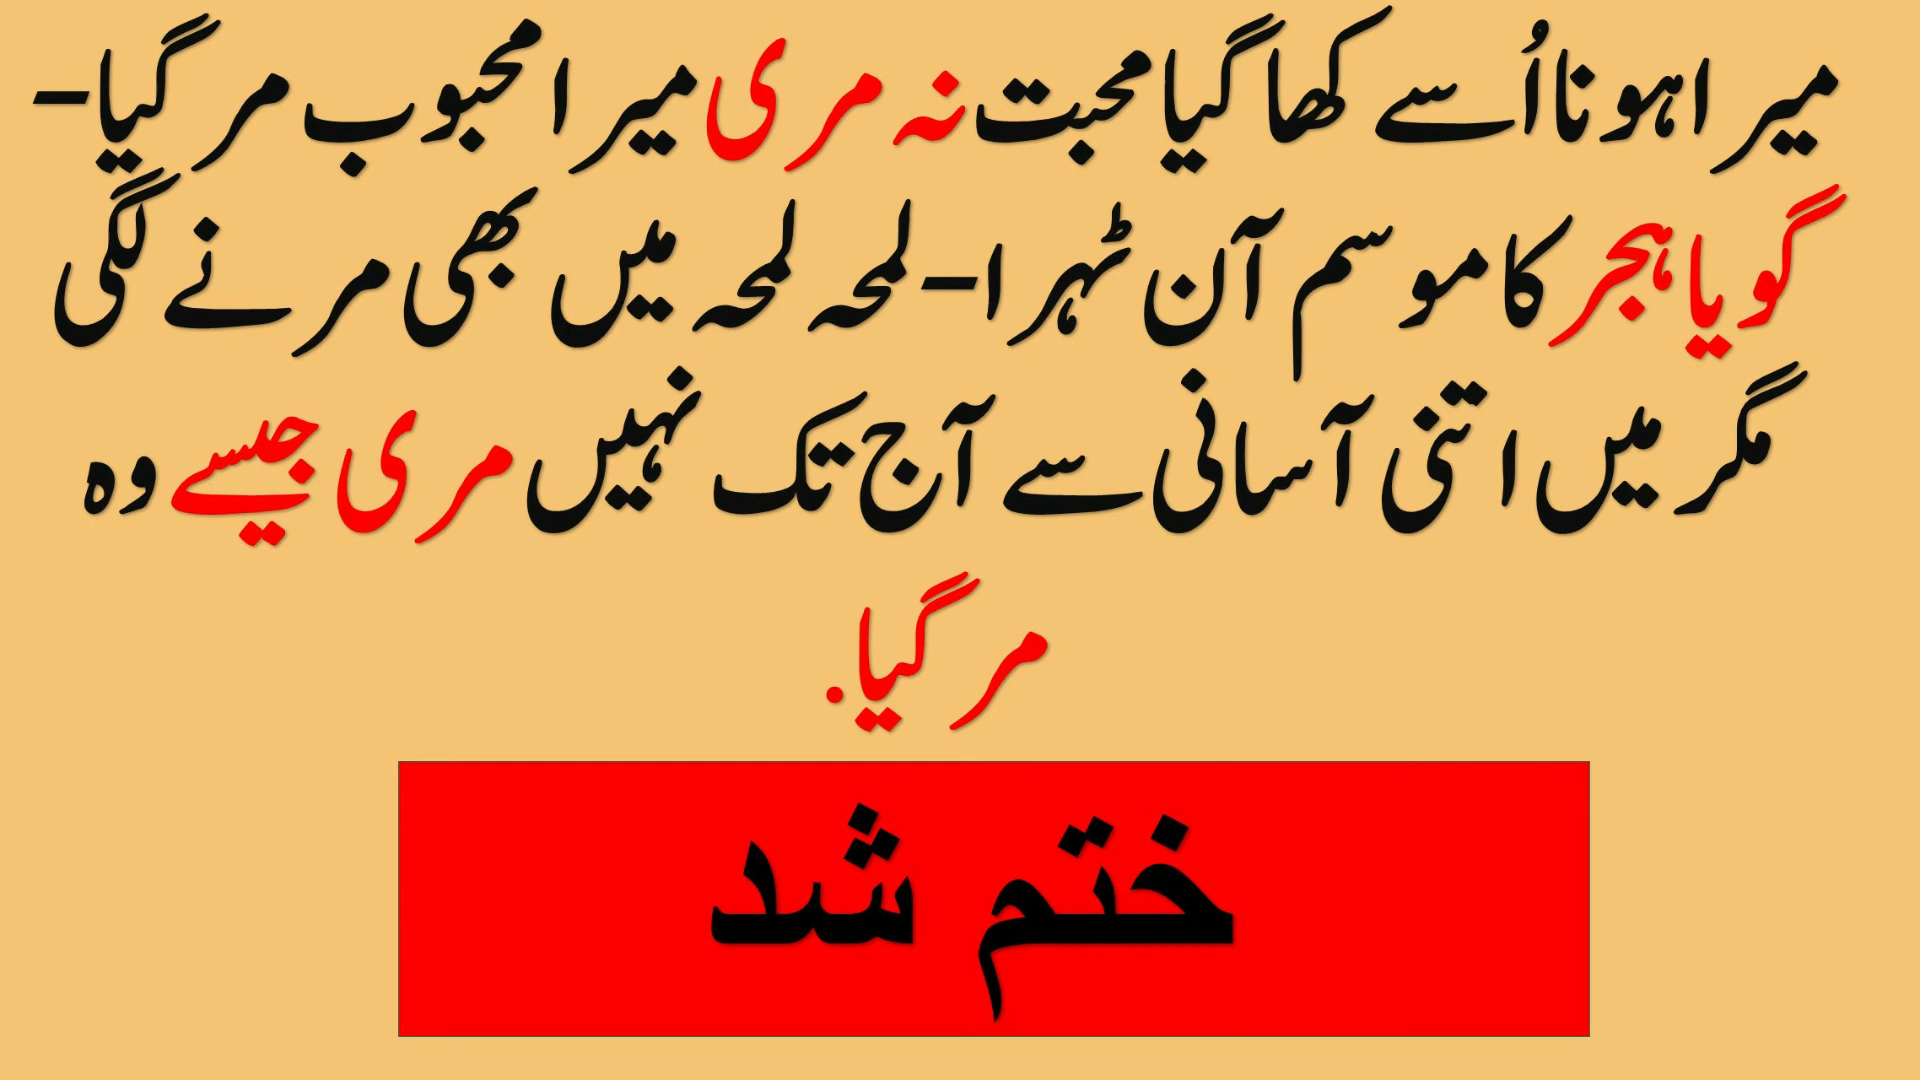 میرا ہونا اُسے کھا گیا محبت نہ مری میرا محبوب مر گیا-
گویا ہجر کا موسم آن ٹہرا- لمحہ لمحہ میں بھی مرنے لگی
مگر میں اتنی آسانی سے آج تک نہیں مری جیسے وہ
مر گیا.
ختم شد